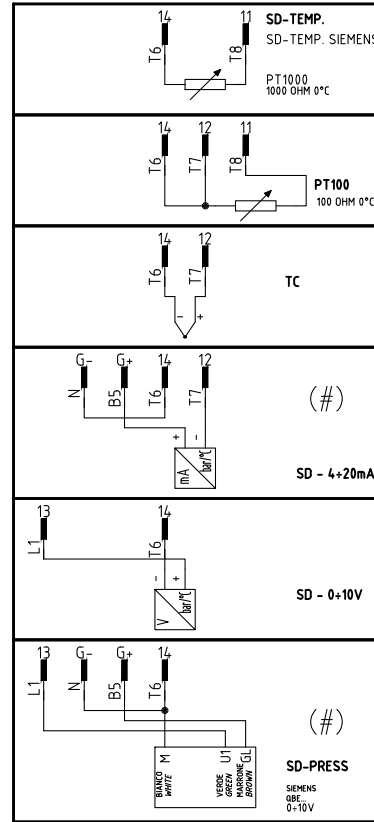 14 11 SD-TEMP.
SD-TEMP. SIEMENS
T6 T8
PT1000
1000 OHM 0°C
14 12 11
T6 T7 T8
PT100
100 OHM 0°C
14 12
T6 T7
TC
- +
G- G+ 14 12
N B5 T6 T7
(#)
+ -
mA bar/°C
SD - 4÷20mA
13 14
L1 T6
- +
V bar/°C
SD - 0÷10V
13 G- G+ 14
L1 N B5 T6
(#)
M U1 GL
BIANCO VERDE MARRONE
WHITE GREEN BROWN
SD-PRESS
SIEMENS
QBE...
0÷10V